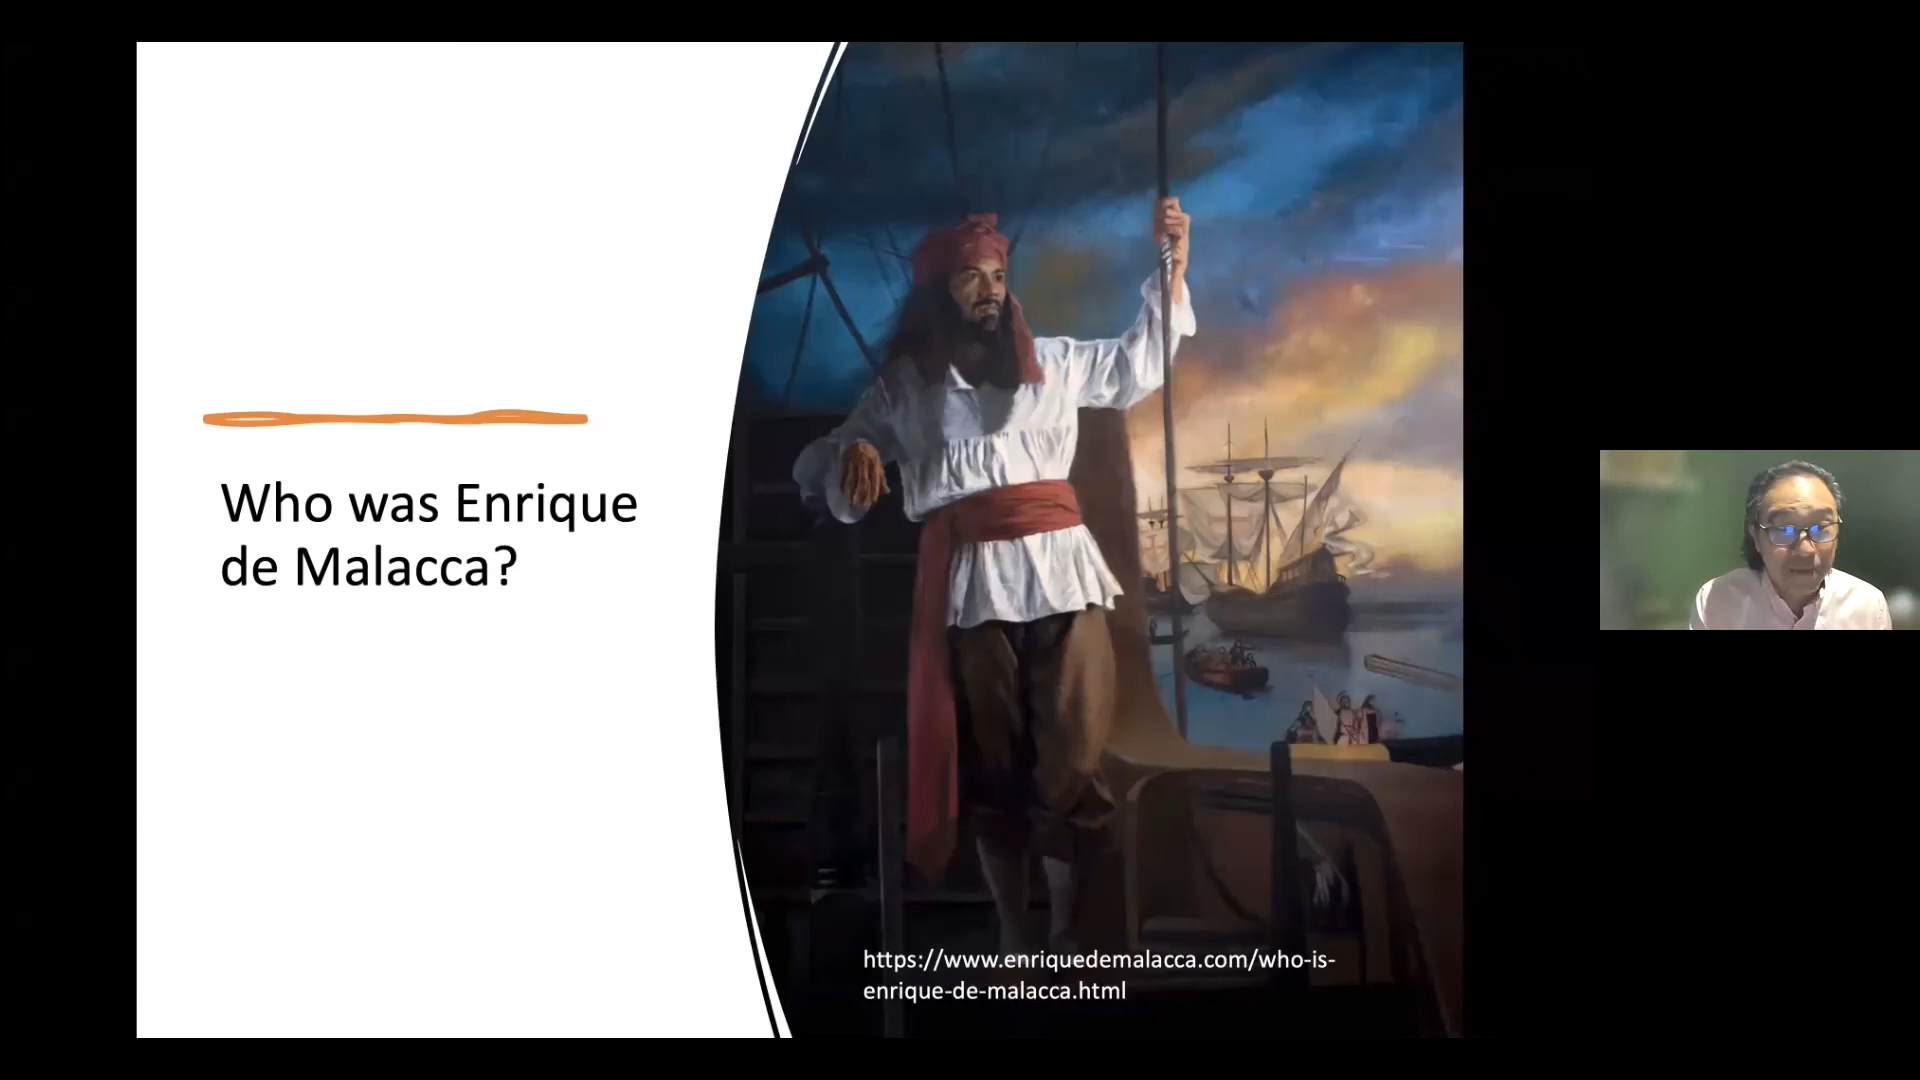 Who was Enrique
de Malacca?
https://www.enriquedemalacca.com/who-is-
enrique-de-malacca.html